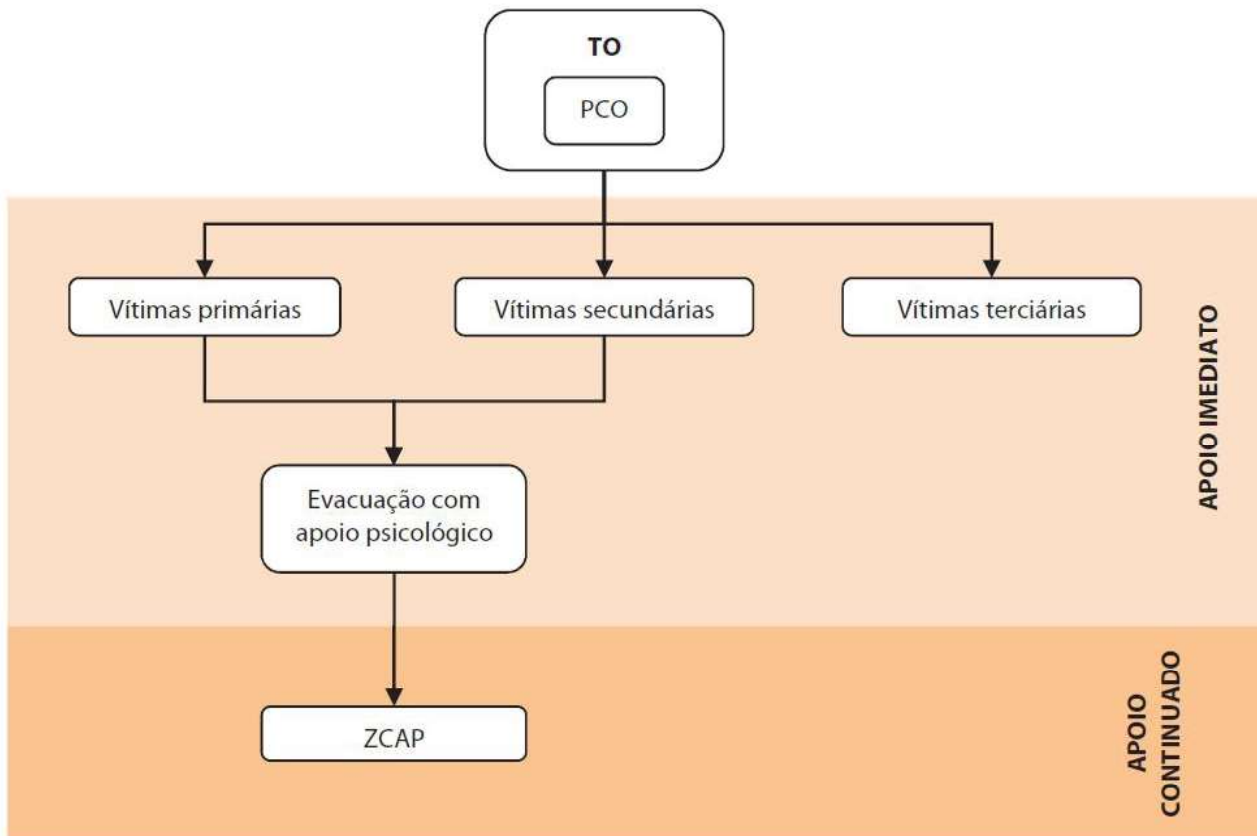 TO
PCO
Vítimas primárias
Vítimas secundárias
Vítimas terciárias
APOIO IMEDIATO
Evacuação com
apoio psicológico
ZCAP
APOIO
CONTINUADO